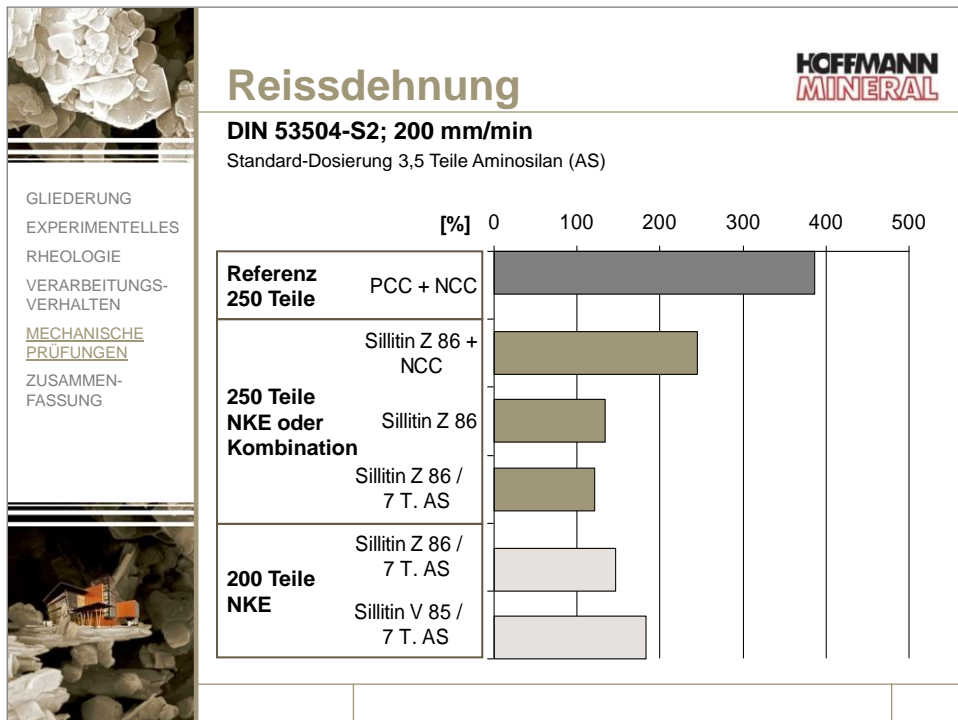 Reissdehnung
HOFFMANN
MINERAL
DIN 53504-S2; 200 mm/min
Standard-Dosierung 3,5 Teile Aminosilan (AS)
GLIEDERUNG
EXPERIMENTELLES
RHEOLOGIE
VERARBEITUNGS-
VERHALTEN
MECHANISCHE
PRÜFUNGEN
ZUSAMMEN-
FASSUNG
[%] 0 100 200 300 400 500
Referenz
250 Teile
PCC + NCC
250 Teile
NKE oder
Kombination
Sillitin Z 86 +
NCC
Sillitin Z 86
Sillitin Z 86 /
7 T. AS
200 Teile
NKE
Sillitin Z 86 /
7 T. AS
Sillitin V 85 /
7 T. AS